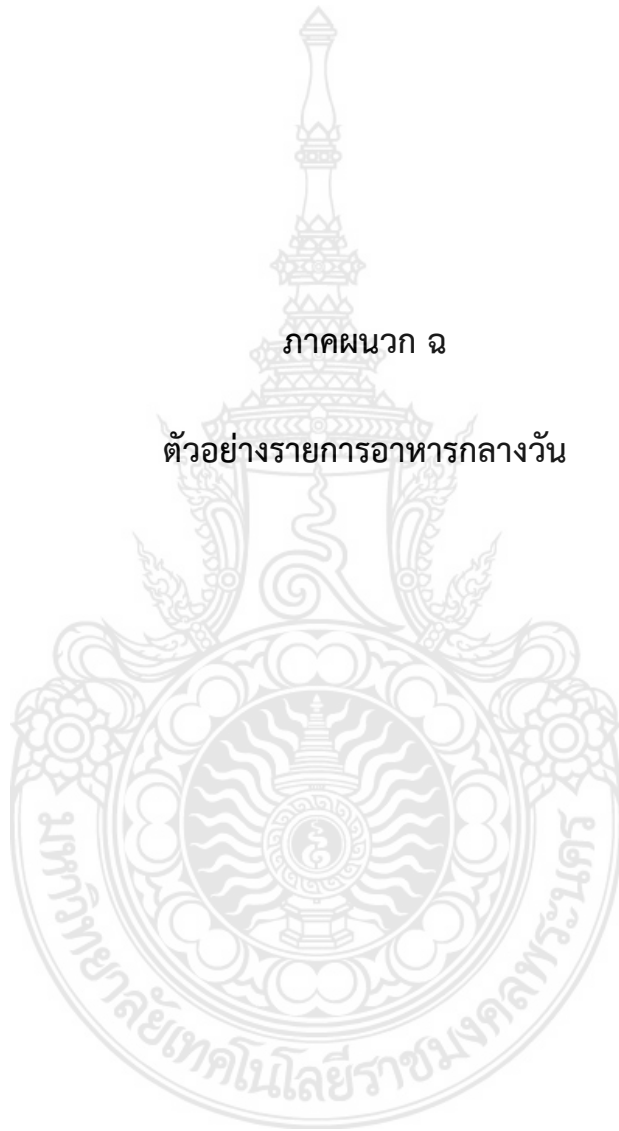 ภาคผนวก ฉ
ตัวอย่างรายการอาหารกลางวัน
มหาวิทยาลัยเทคโนโลยีราชมงคลพระนคร